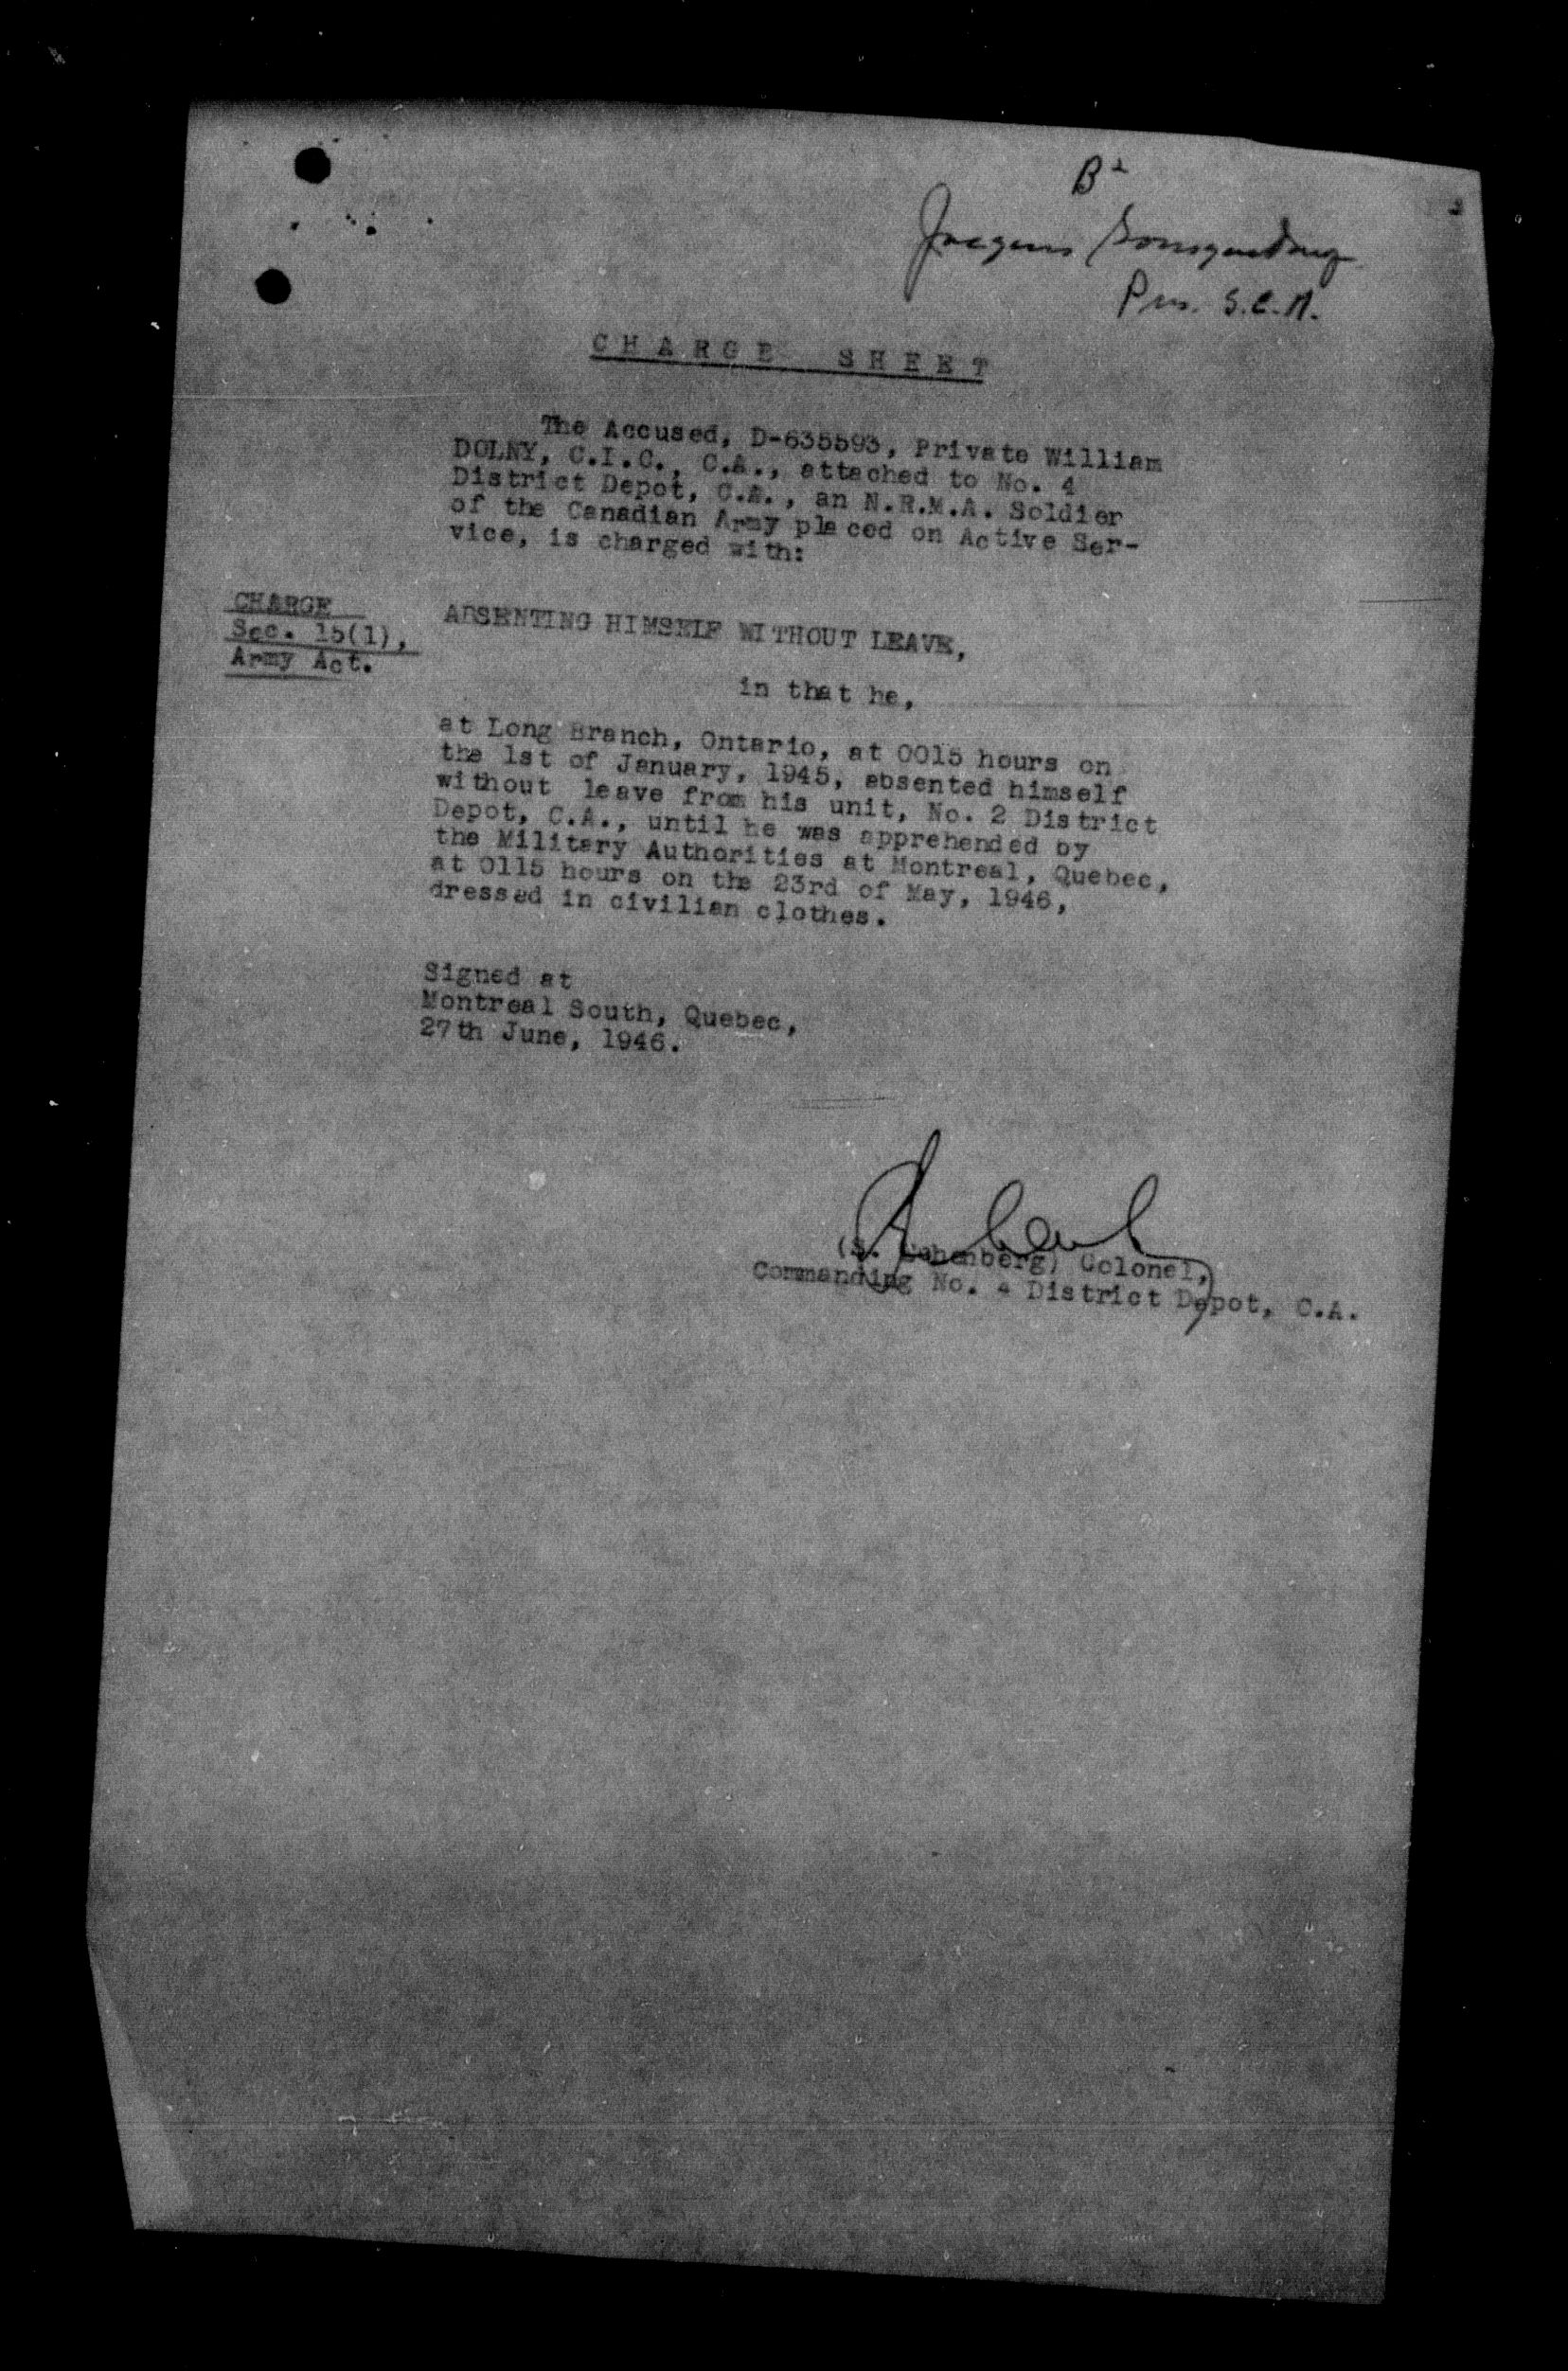 B²
Jacques
S.C.M.
CHARGE SHEET
The Accused, D-635593, Private William
DOLNY, C.I.C., C.A., attached to No. 4
District Depot, C.A., an N.R.M.A. Soldier
of the Canadian Army placed on Active Ser-
vice, is charged with:
CHARGE
Sec. 15(1),
Army Act.
ABSENTING HIMSELF WITHOUT LEAVE,
in that he,
at Long Branch, Ontario, at 0015 hours on
the 1st of January, 1945, absented himself
without leave from his unit, No. 2 District
Depot, C.A., until he was apprehended by
the Military Authorities at Montreal, Quebec,
at 0115 hours on the 23rd of May, 1946,
dressed in civilian clothes.
Signed at
Montreal South, Quebec,
27th June, 1946.
Colonel,
Commanding No. 4 District Depot, C.A.